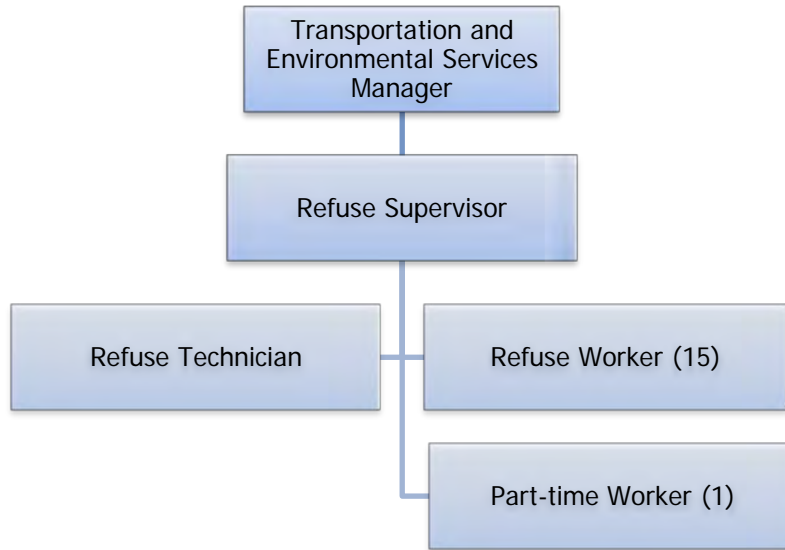 Transportation and
Environmental Services
Manager
Refuse Supervisor
Refuse Technician
Refuse Worker (15)
Part-time Worker (1)